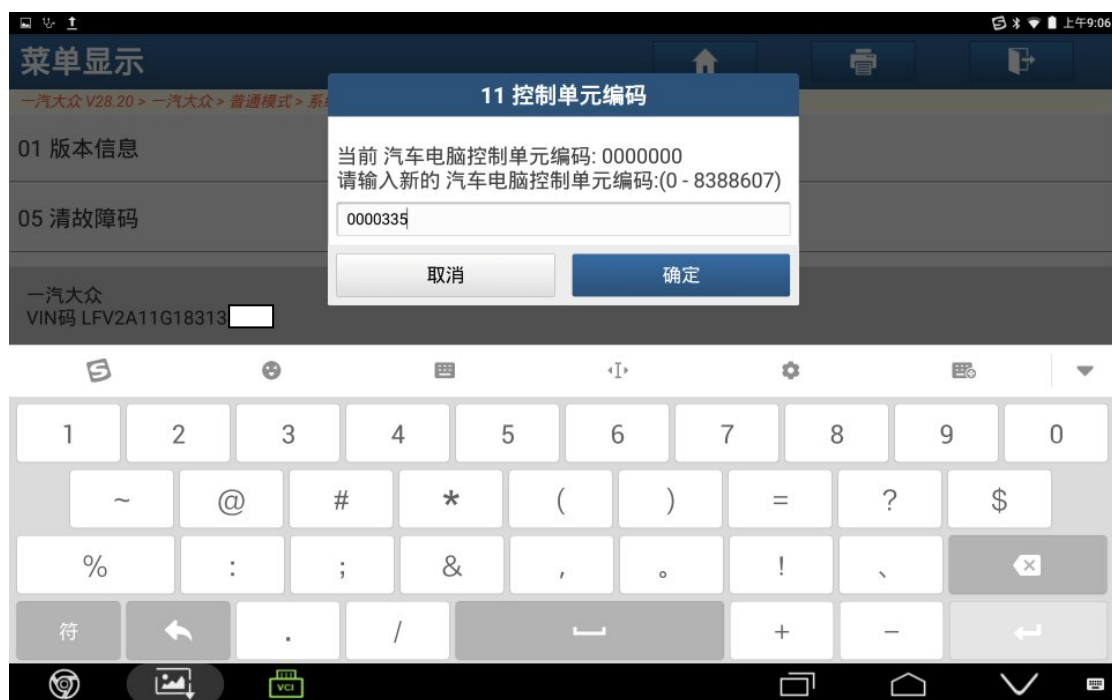 上午9:06
菜单显示
一汽大众 V28.20 > 一汽大众 > 普通模式 > 系
01 版本信息
05 清故障码
一汽大众
VIN码 LFV2A11G18313
11 控制单元编码
当前 汽车电脑控制单元编码: 0000000
请输入新的 汽车电脑控制单元编码:(0 - 8388607)
0000335
取消
确定
1 2 3 4 5 6 7 8 9 0
~ @ # * ( ) = ? $
% : ; & , 。 ! 、
符 . / + −
VCI